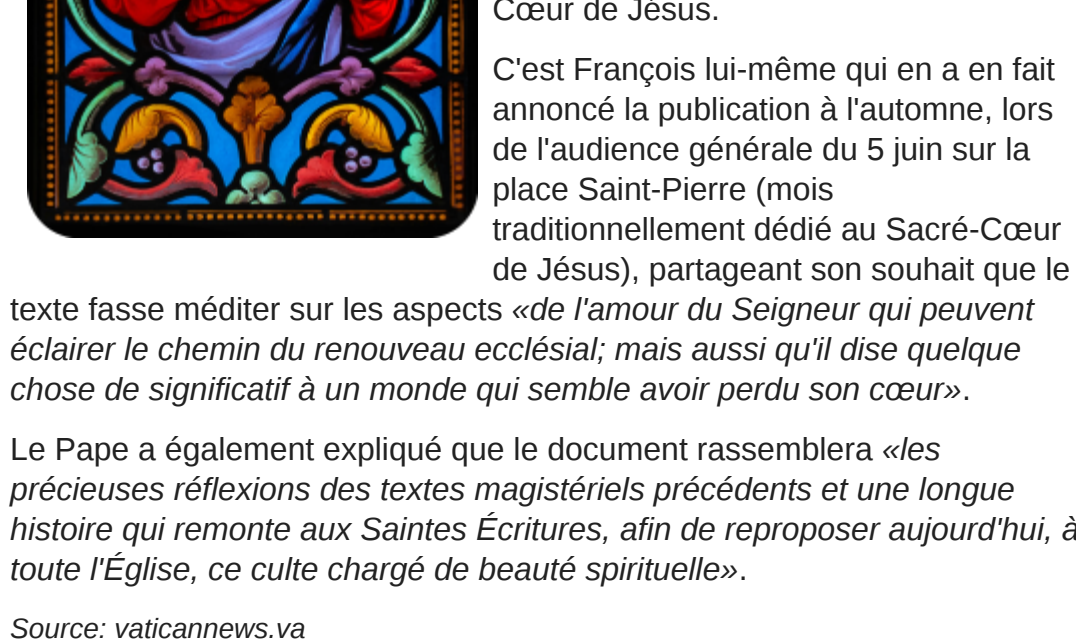 Cœur de Jésus.
C'est François lui-même qui en a en fait
annoncé la publication à l'automne, lors
de l'audience générale du 5 juin sur la
place Saint-Pierre (mois
traditionnellement dédié au Sacré-Cœur
de Jésus), partageant son souhait que le
texte fasse méditer sur les aspects «de l'amour du Seigneur qui peuvent
éclairer le chemin du renouveau ecclésial; mais aussi qu'il dise quelque
chose de significatif à un monde qui semble avoir perdu son cœur».
Le Pape a également expliqué que le document rassemblera «les
précieuses réflexions des textes magistériels précédents et une longue
histoire qui remonte aux Saintes Écritures, afin de reproposer aujourd'hui, à
toute l'Église, ce culte chargé de beauté spirituelle».
Source: vaticannews.va